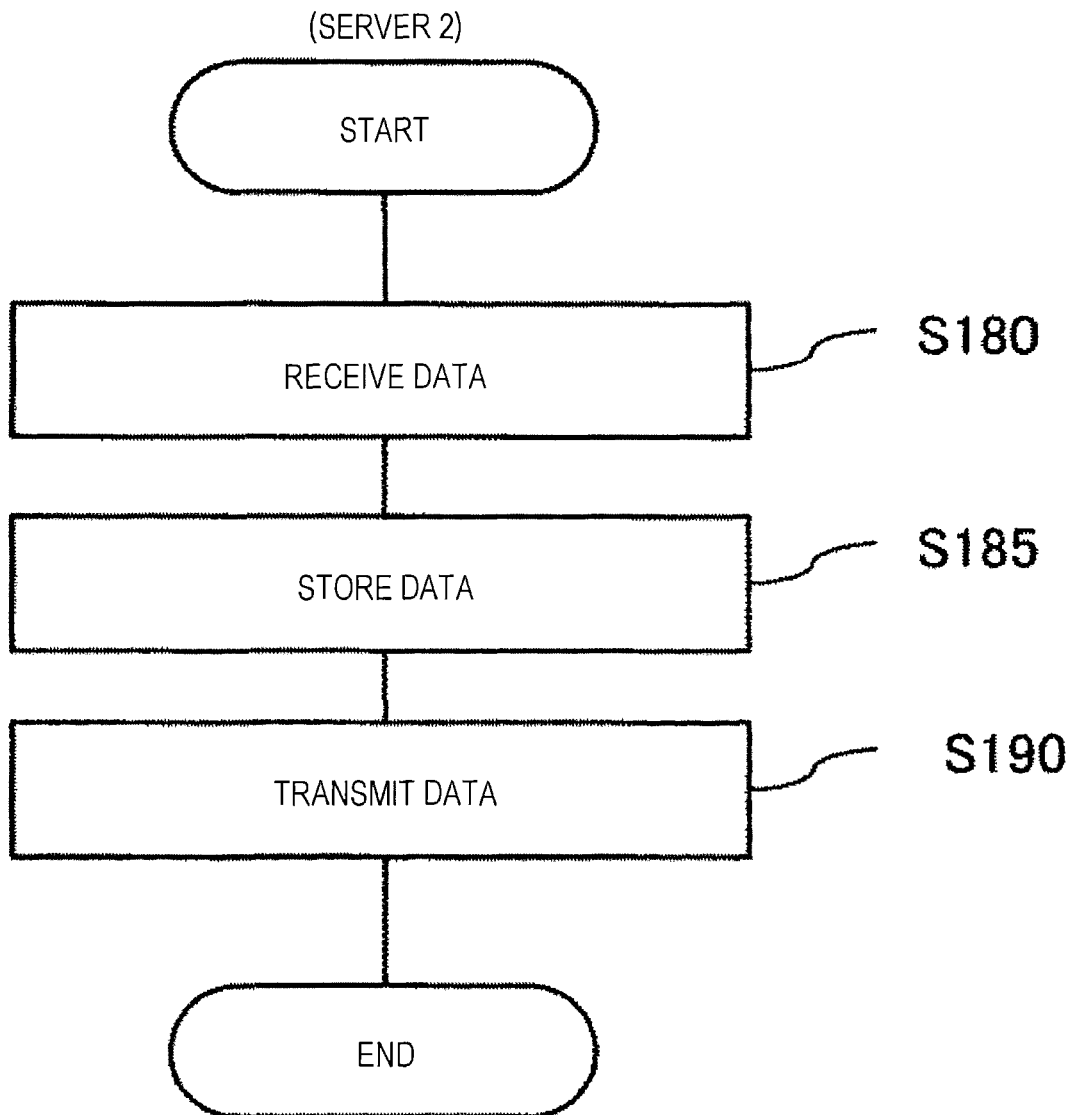 (SERVER 2)
START
RECEIVE DATA
S180
STORE DATA
S185
TRANSMIT DATA
S190
END